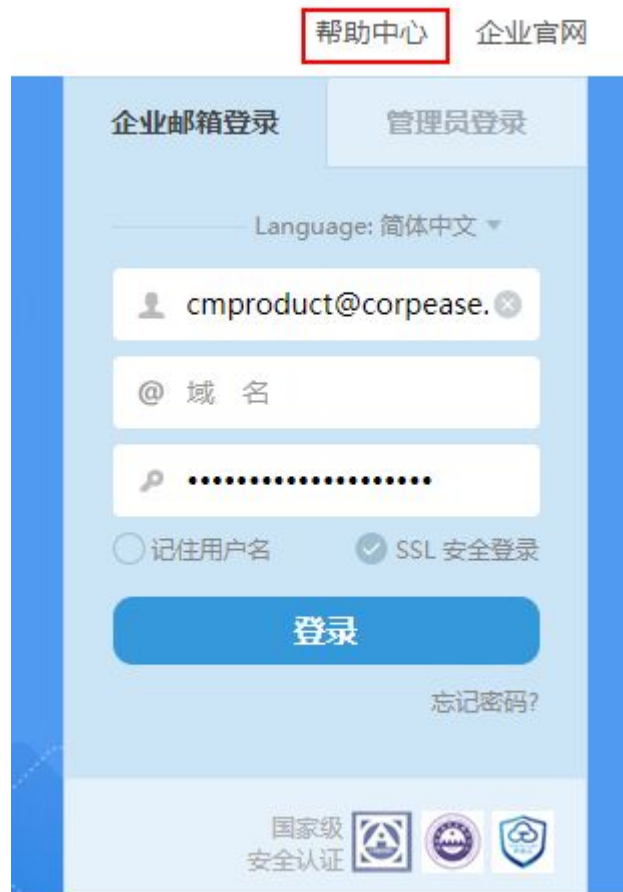 帮助中心 企业官网
企业邮箱登录 管理员登录
Language: 简体中文
cmproduct@corpease.
@ 域 名
••••••••••••••••••••
记住用户名 SSL 安全登录
登录
忘记密码?
国家级
安全认证